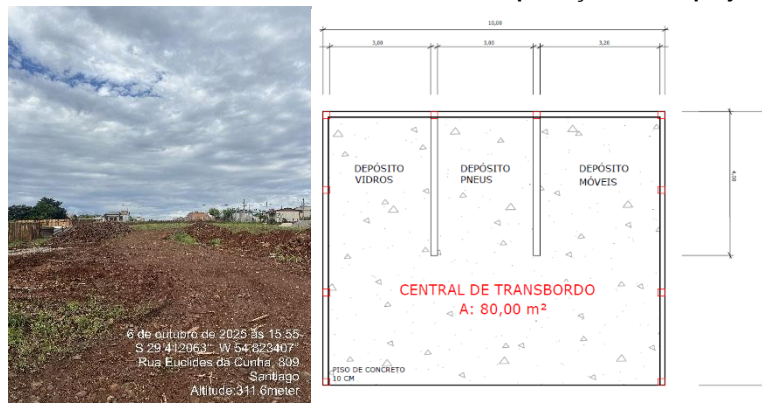 6 de outubro de 2025 às 15:55
S 29°412063", W 54°823407"
Rua Euclides da Cunha, 809
Santiago
Altitude:311.6meter
10,00
3,00
3,00
3,20
4,00
DEPÓSITO
VIDROS
DEPÓSITO
PNEUS
DEPÓSITO
MÓVEIS
CENTRAL DE TRANSBORDO
A: 80,00 m²
PISO DE CONCRETO
10 CM